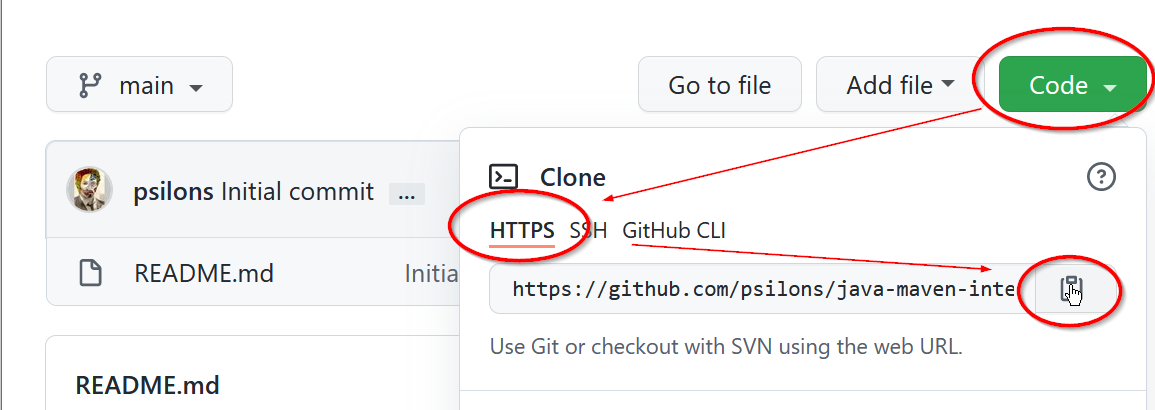 main
Go to file
Add file
Code
psilons Initial commit ...
Clone
HTTPS SSH GitHub CLI
README.md
Initia
https://github.com/psilons/java-maven-inte
Use Git or checkout with SVN using the web URL.
README.md